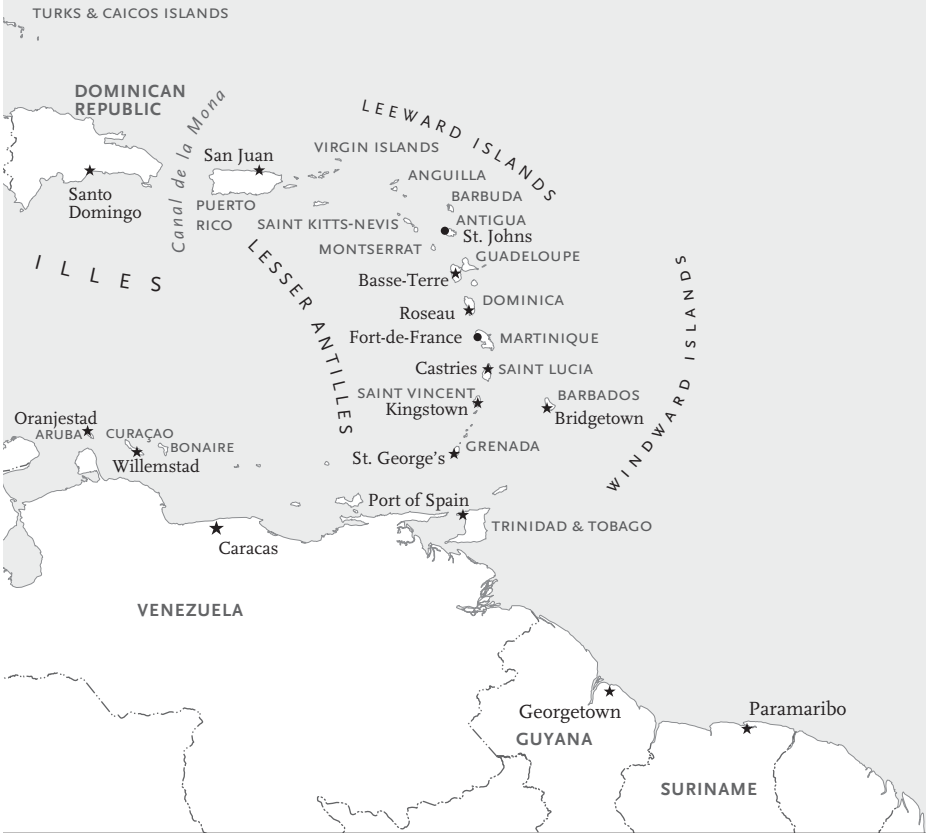 TURKS & CAICOS ISLANDS
DOMINICAN
REPUBLIC
Canal de la Mona
LEEWARD ISLANDS
San Juan
VIRGIN ISLANDS
ANGUILLA
Santo
Domingo
PUERTO
RICO
BARBUDA
SAINT KITTS-NEVIS
ANTIGUA
St. Johns
MONTSERRAT
GUADELOUPE
ILLES
LESSER ANTILLES
Basse-Terre
WINDWARD ISLANDS
DOMINICA
Roseau
Fort-de-France
MARTINIQUE
Castries
SAINT LUCIA
SAINT VINCENT
Kingstown
BARBADOS
Bridgetown
Oranjestad
ARUBA
CURAÇAO
BONAIRE
Willemstad
GRENADA
St. George's
Port of Spain
TRINIDAD & TOBAGO
Caracas
VENEZUELA
Georgetown
GUYANA
Paramaribo
SURINAME